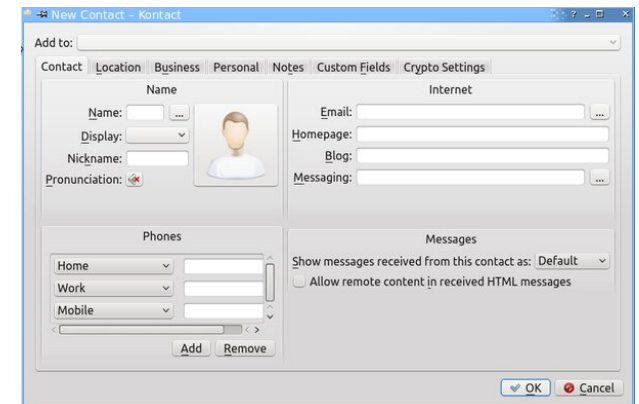 New Contact – Kontact
Add to:
Contact Location Business Personal Notes Custom Fields Crypto Settings
Name
Name: ...
Display:
Nickname:
Pronunciation:
Internet
Email: ...
Homepage:
Blog:
Messaging: ...
Phones
Home
Work
Mobile
Add Remove
Messages
Show messages received from this contact as: Default
Allow remote content in received HTML messages
OK Cancel